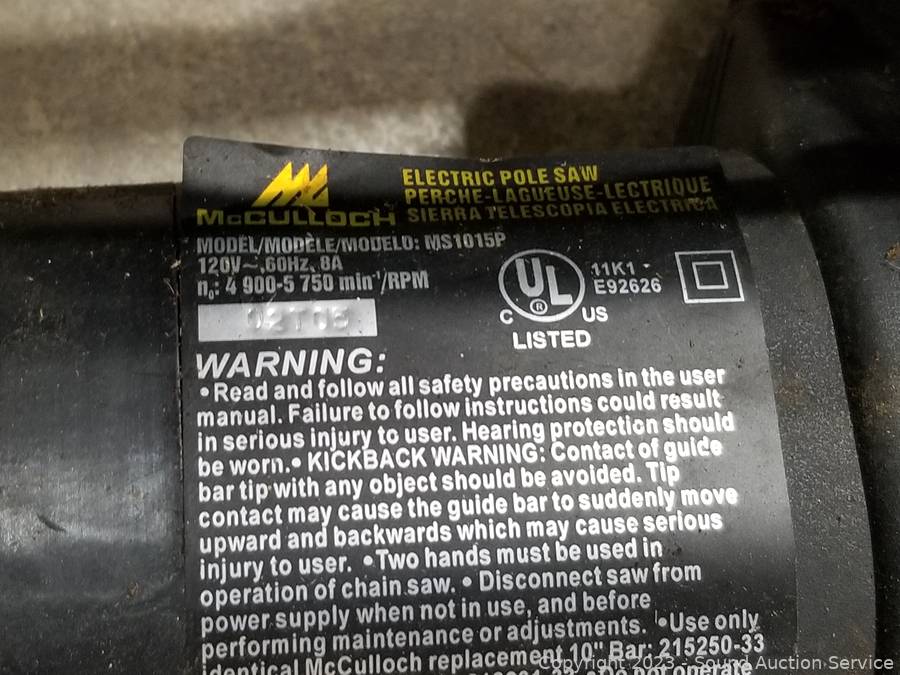 McCULLOCH
ELECTRIC POLE SAW
PERCHE-LAGUEUSE-LECTRIQUE
SIERRA TELESCOPIA ELECTRICA
MODEL/MODÈLE/MODELO: MS1015P
120V~,60Hz, 8A
n₀: 4 900-5 750 min⁻¹/RPM
02T05
UL
®
C US
LISTED
11K1 -
E92626
WARNING:
•Read and follow all safety precautions in the user
manual. Failure to follow instructions could result
in serious injury to user. Hearing protection should
be worn.• KICKBACK WARNING: Contact of guide
bar tip with any object should be avoided. Tip
contact may cause the guide bar to suddenly move
upward and backwards which may cause serious
injury to user. •Two hands must be used in
operation of chain saw. • Disconnect saw from
power supply when not in use, and before
performing maintenance or adjustments. •Use only
identical McCulloch replacement 10" Bar: 215250-33
•Do not operate
Copyright 2023 - Sound Auction Service